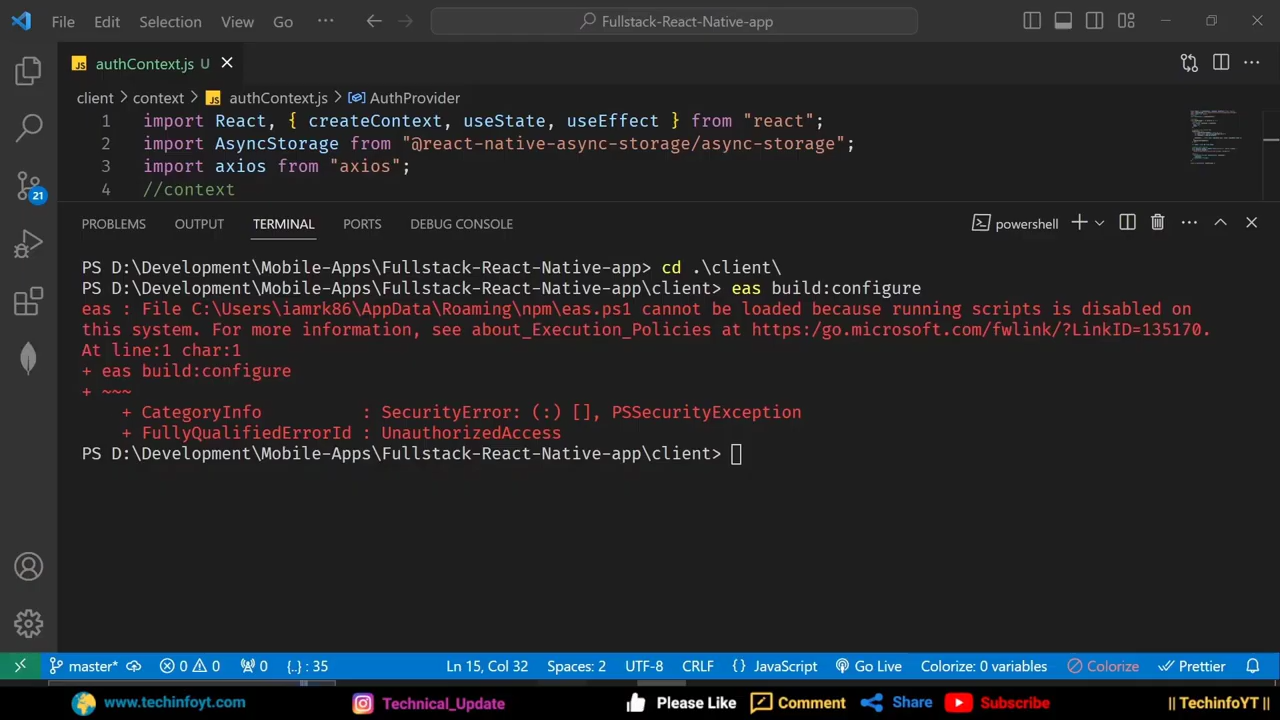 File Edit Selection View Go ··· Fullstack-React-Native-app
JS authContext.js U
client > context > JS authContext.js > AuthProvider
1 import React, { createContext, useState, useEffect } from "react";
2 import AsyncStorage from "@react-native-async-storage/async-storage";
3 import axios from "axios";
4 //context
21
PROBLEMS OUTPUT TERMINAL PORTS DEBUG CONSOLE powershell
PS D:\Development\Mobile-Apps\Fullstack-React-Native-app> cd .\client\
PS D:\Development\Mobile-Apps\Fullstack-React-Native-app\client> eas build:configure
eas : File C:\Users\iamrk86\AppData\Roaming\npm\eas.ps1 cannot be loaded because running scripts is disabled on
this system. For more information, see about_Execution_Policies at https:/go.microsoft.com/fwlink/?LinkID=135170.
At line:1 char:1
+ eas build:configure
+ ~~~
+ CategoryInfo : SecurityError: (:) [], PSSecurityException
+ FullyQualifiedErrorId : UnauthorizedAccess
PS D:\Development\Mobile-Apps\Fullstack-React-Native-app\client>
master* 0 0 0 {..} : 35 Ln 15, Col 32 Spaces: 2 UTF-8 CRLF {} JavaScript Go Live Colorize: 0 variables Colorize Prettier
www.techinfoyt.com Technical_Update Please Like Comment Share Subscribe || TechinfoYT ||